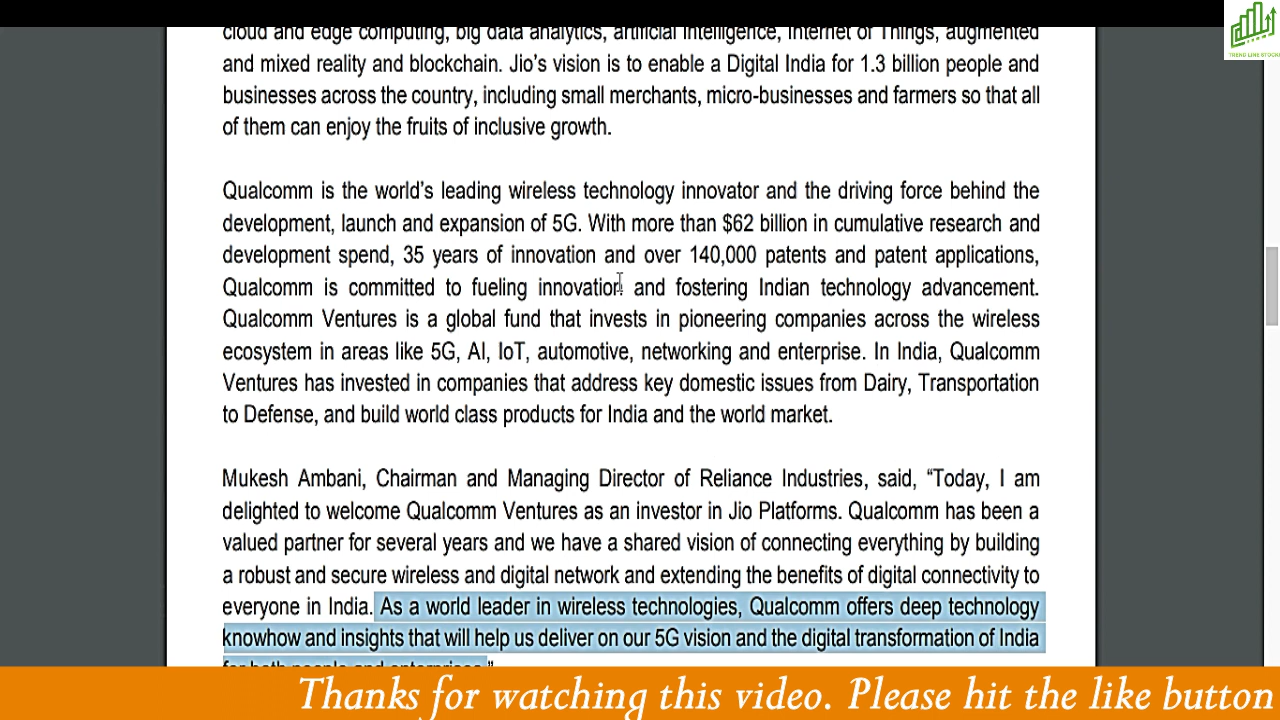 cloud and edge computing, big data analytics, artificial intelligence, Internet of Things, augmented
and mixed reality and blockchain. Jio’s vision is to enable a Digital India for 1.3 billion people and
businesses across the country, including small merchants, micro-businesses and farmers so that all
of them can enjoy the fruits of inclusive growth.
Qualcomm is the world’s leading wireless technology innovator and the driving force behind the
development, launch and expansion of 5G. With more than $62 billion in cumulative research and
development spend, 35 years of innovation and over 140,000 patents and patent applications,
Qualcomm is committed to fueling innovation and fostering Indian technology advancement.
Qualcomm Ventures is a global fund that invests in pioneering companies across the wireless
ecosystem in areas like 5G, AI, IoT, automotive, networking and enterprise. In India, Qualcomm
Ventures has invested in companies that address key domestic issues from Dairy, Transportation
to Defense, and build world class products for India and the world market.
Mukesh Ambani, Chairman and Managing Director of Reliance Industries, said, “Today, I am
delighted to welcome Qualcomm Ventures as an investor in Jio Platforms. Qualcomm has been a
valued partner for several years and we have a shared vision of connecting everything by building
a robust and secure wireless and digital network and extending the benefits of digital connectivity to
everyone in India. As a world leader in wireless technologies, Qualcomm offers deep technology
knowhow and insights that will help us deliver on our 5G vision and the digital transformation of India
for both people and enterprises.”
Thanks for watching this video. Please hit the like button
TREND LINE STOCK